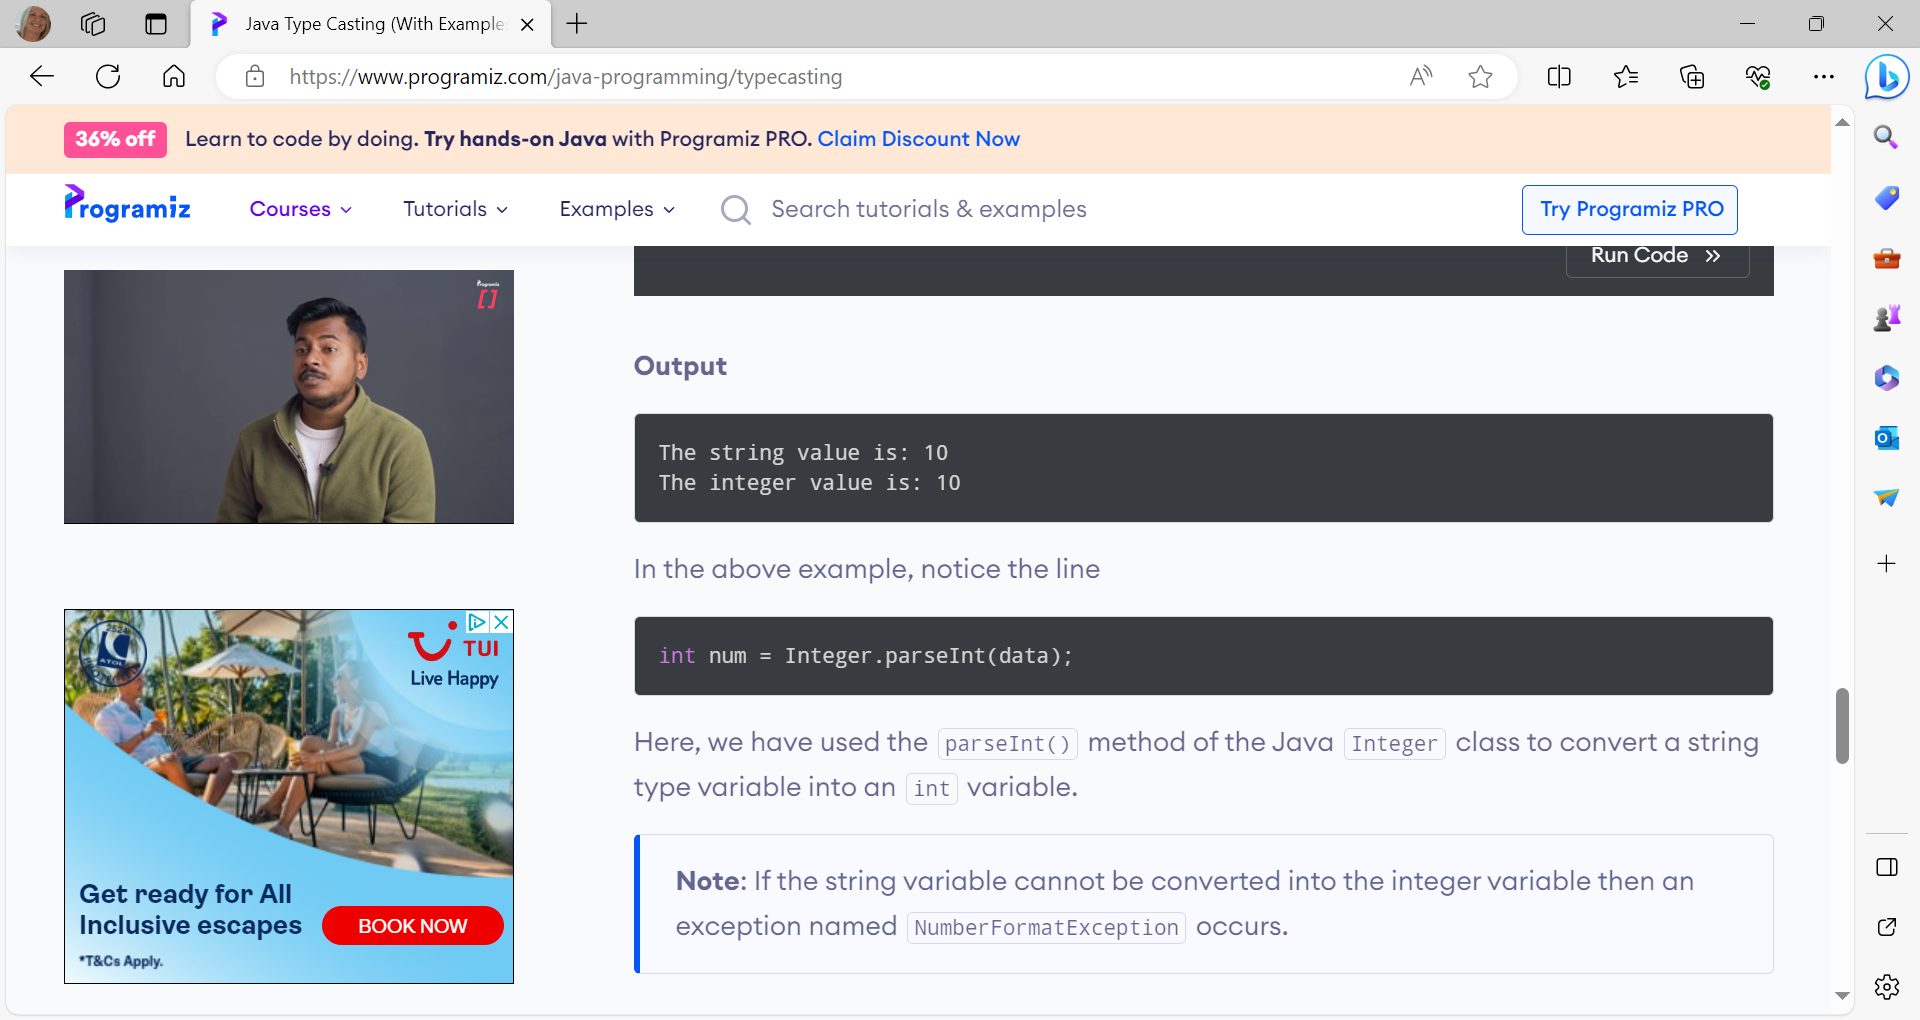 Java Type Casting (With Example
https://www.programiz.com/java-programming/typecasting
36% off Learn to code by doing. Try hands-on Java with Programiz PRO. Claim Discount Now
Programiz Courses Tutorials Examples Search tutorials & examples Try Programiz PRO
Run Code
Programiz
Output
The string value is: 10
The integer value is: 10
In the above example, notice the line
int num = Integer.parseInt(data);
Here, we have used the parseInt() method of the Java Integer class to convert a string
type variable into an int variable.
Note: If the string variable cannot be converted into the integer variable then an
exception named NumberFormatException occurs.
2524
ATOL
TUI
Live Happy
Get ready for All
Inclusive escapes
BOOK NOW
*T&Cs Apply.